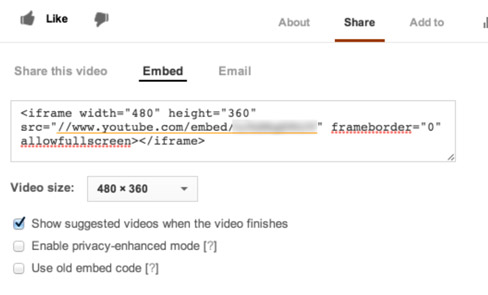 Like About Share Add to
Share this video Embed Email
<iframe width="480" height="360"
src="//www.youtube.com/embed/ " frameborder="0"
allowfullscreen></iframe>
Video size: 480 × 360
Show suggested videos when the video finishes
Enable privacy-enhanced mode [?]
Use old embed code [?]